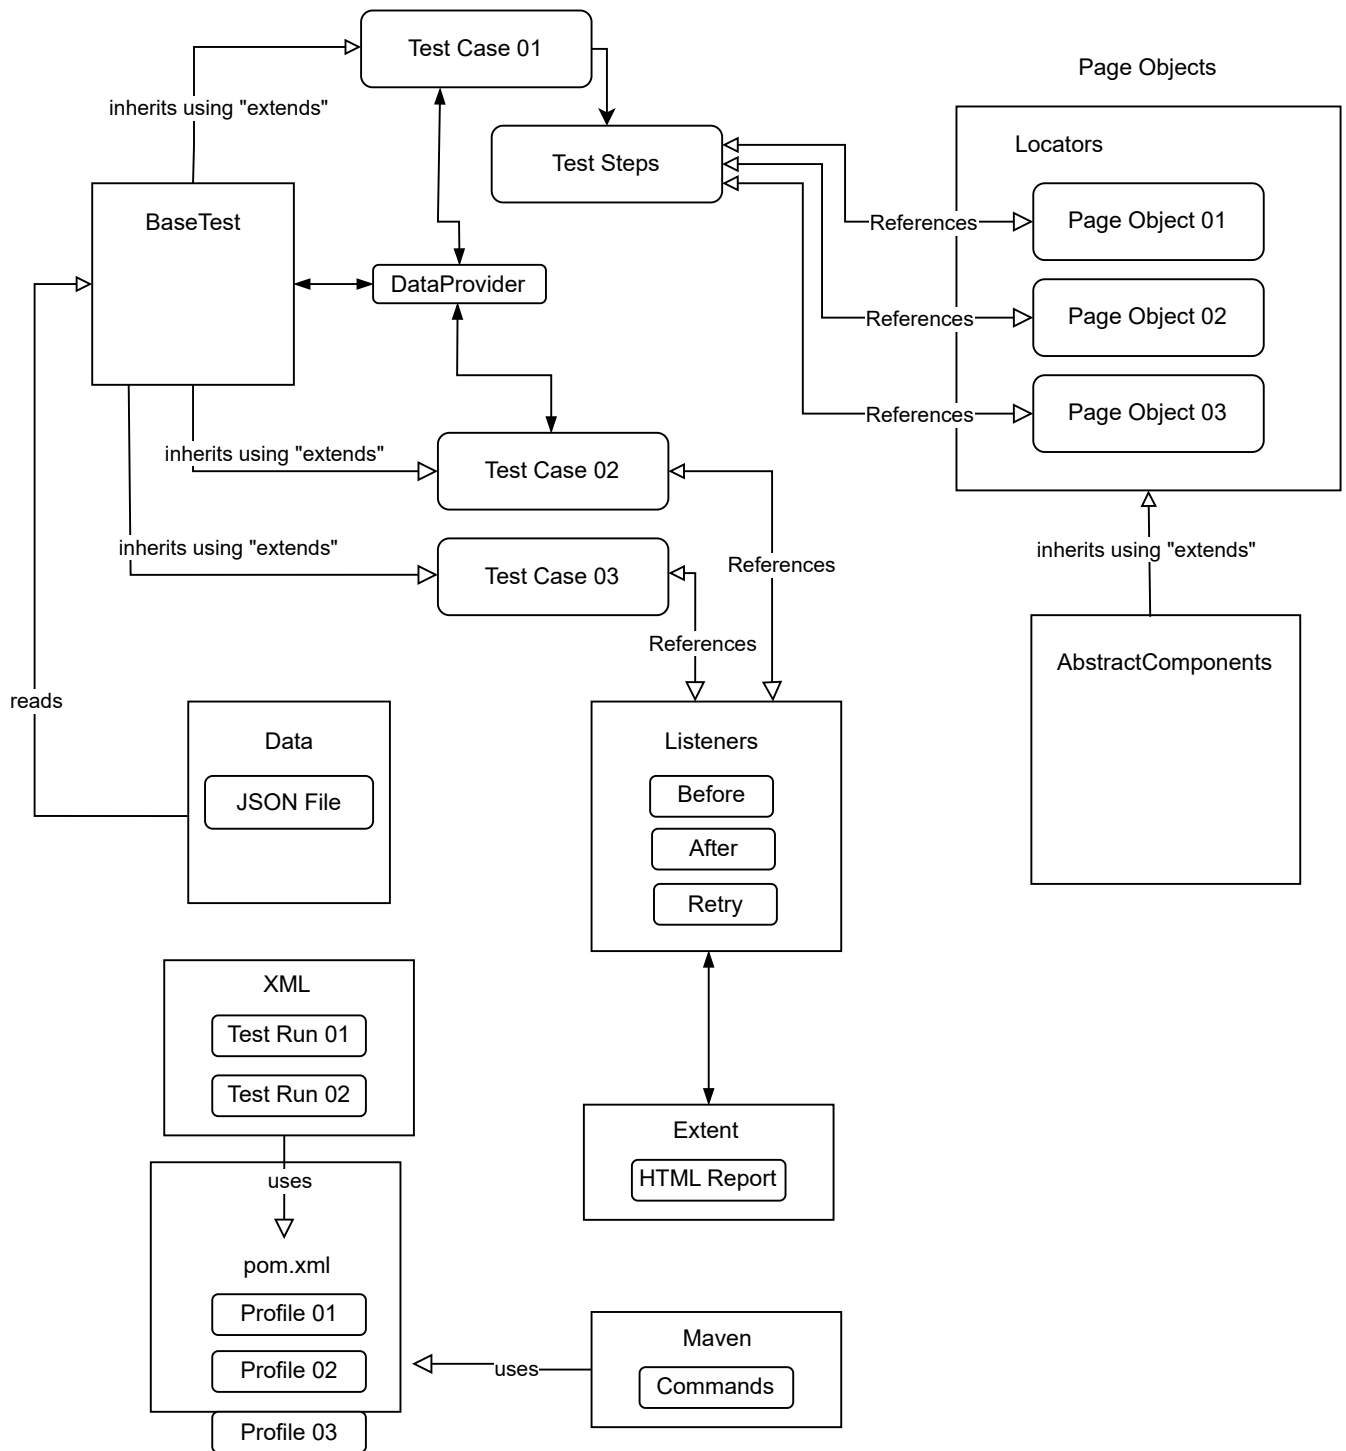 Test Case 01
Page Objects
inherits using "extends"
Test Steps
Locators
BaseTest
Page Object 01
References
DataProvider
Page Object 02
References
Page Object 03
References
inherits using "extends"
Test Case 02
inherits using "extends"
Test Case 03
References
inherits using "extends"
References
AbstractComponents
reads
Data
JSON File
Listeners
Before
After
Retry
XML
Test Run 01
Test Run 02
Extent
HTML Report
uses
pom.xml
Profile 01
Profile 02
Profile 03
uses
Maven
Commands